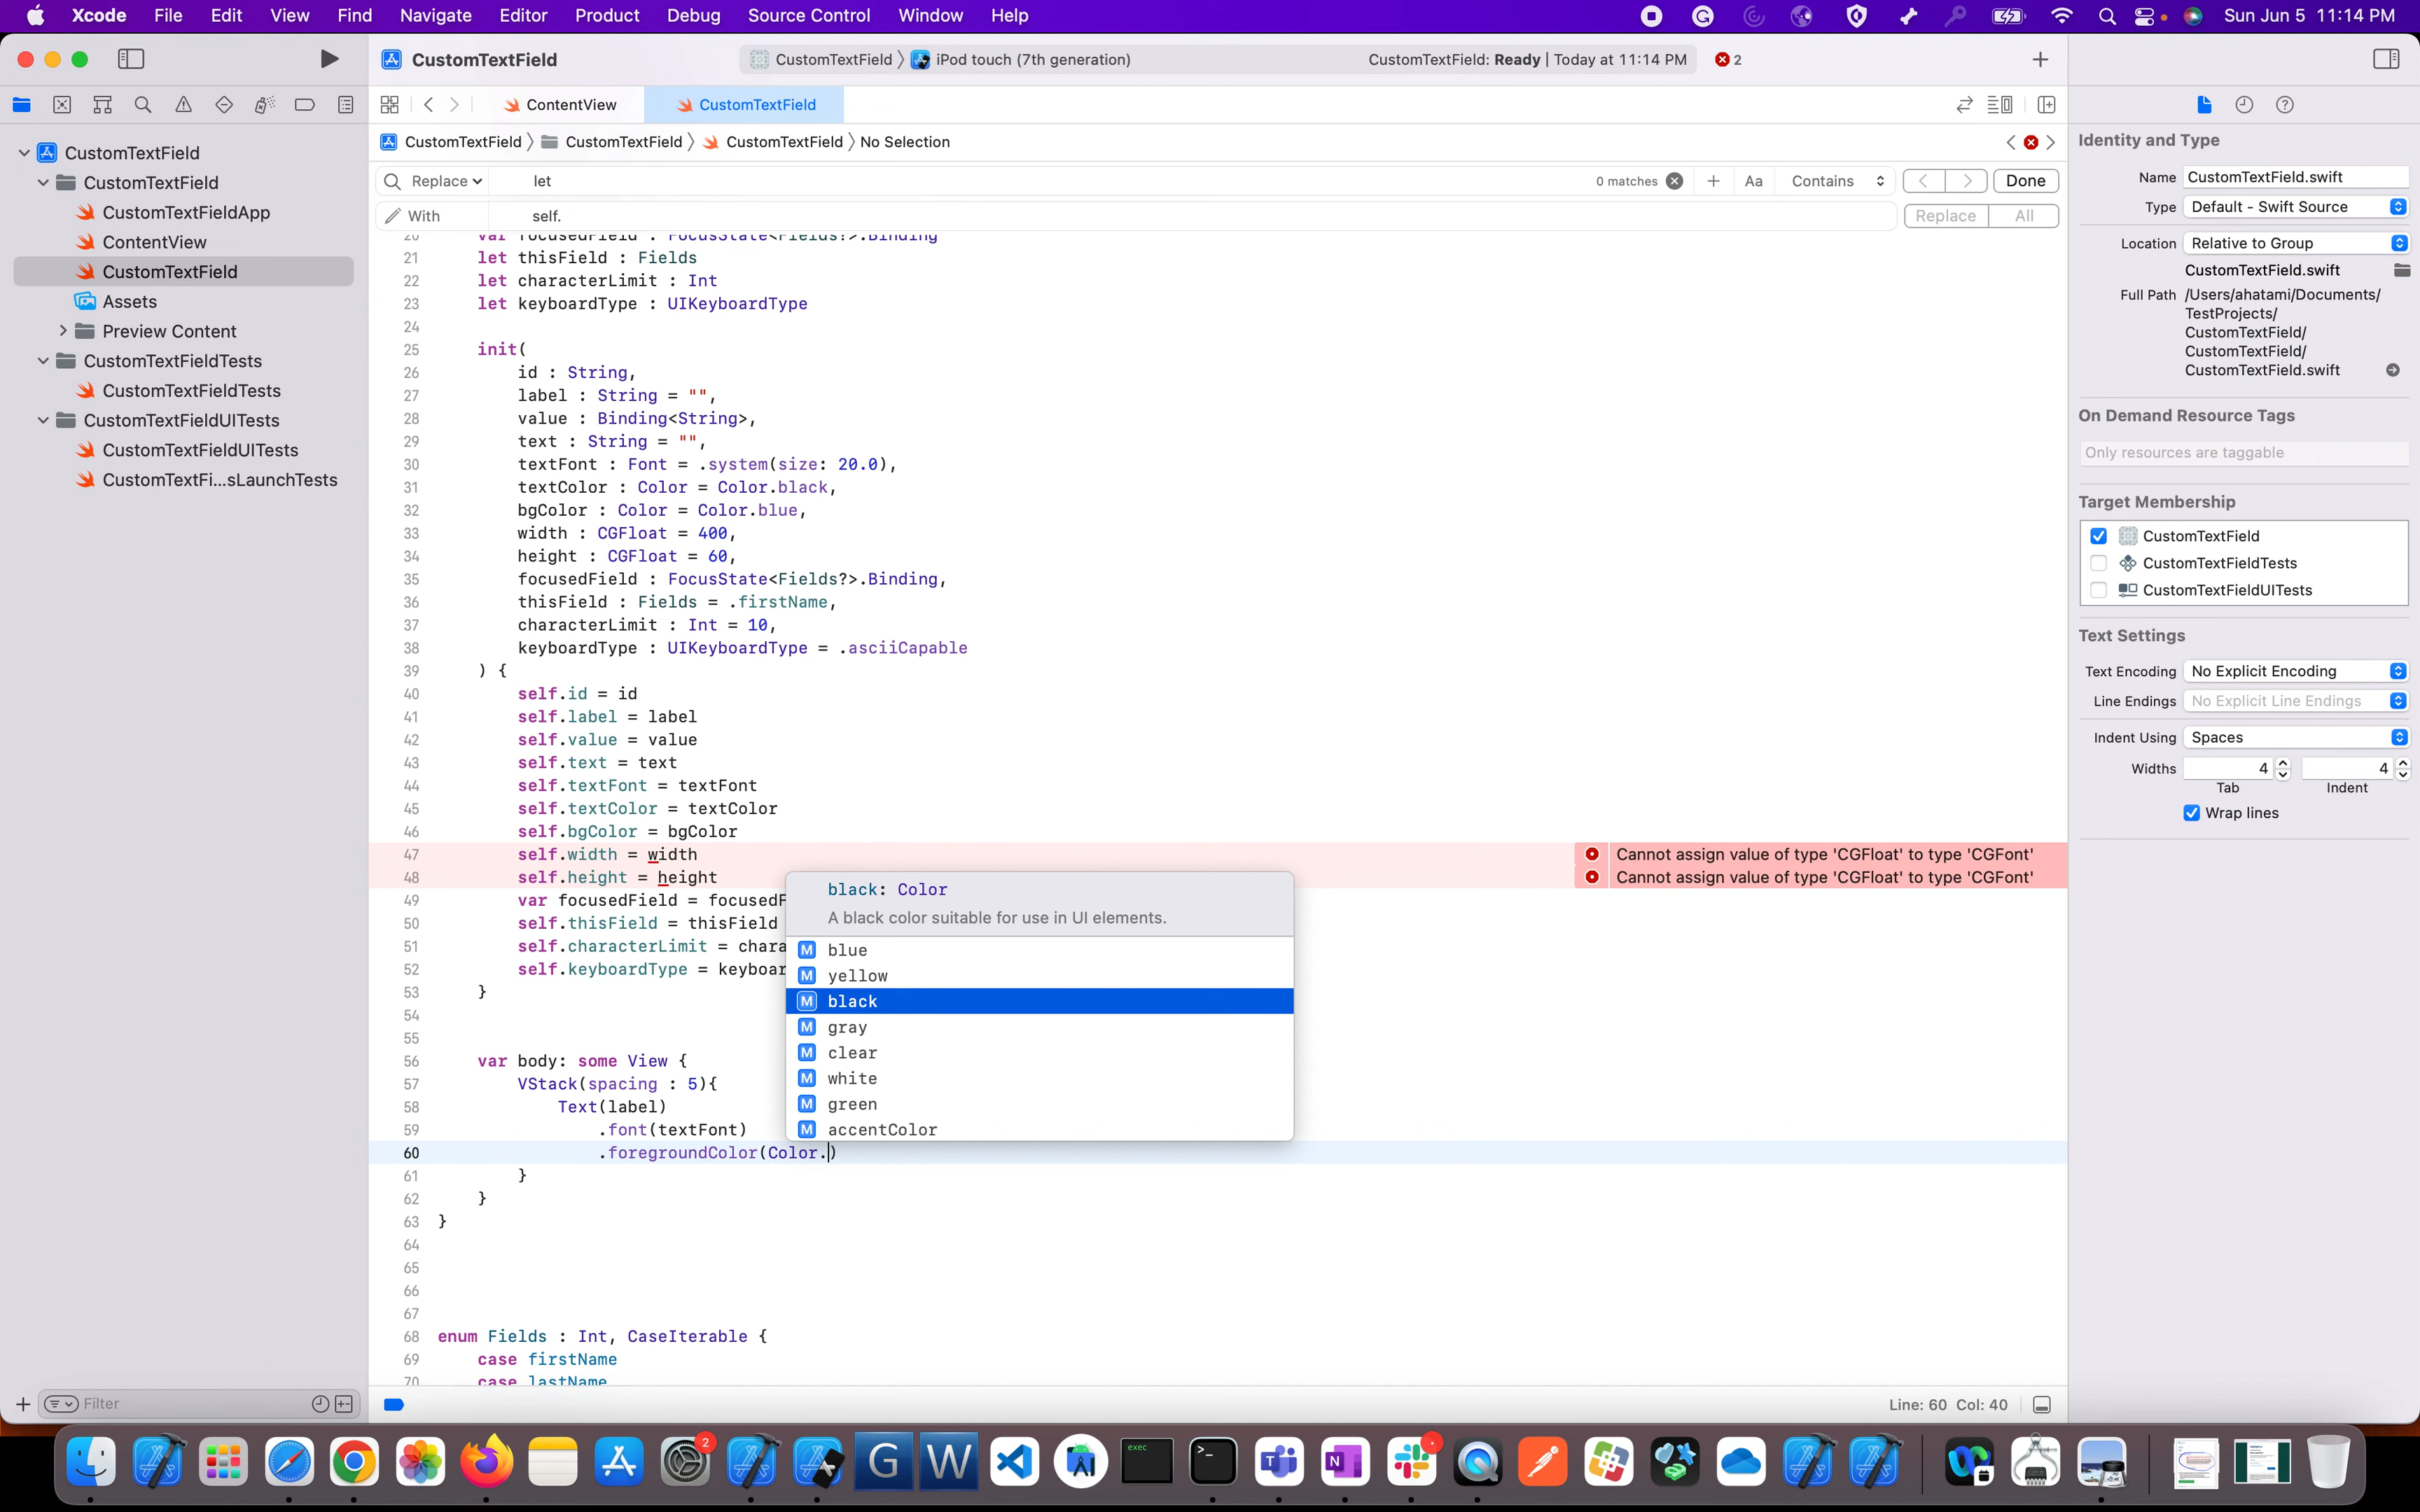 Xcode File Edit View Find Navigate Editor Product Debug Source Control Window Help Sun Jun 5 11:14 PM
CustomTextField CustomTextField iPod touch (7th generation) CustomTextField: Ready | Today at 11:14 PM 2
ContentView CustomTextField
CustomTextField CustomTextField CustomTextField No Selection
Replace let 0 matches Aa Contains Done
With self. Replace All
CustomTextField
CustomTextField
CustomTextFieldApp
ContentView
CustomTextField
Assets
Preview Content
CustomTextFieldTests
CustomTextFieldTests
CustomTextFieldUITests
CustomTextFieldUITests
CustomTextFi...sLaunchTests
Filter
20 var focusedField : FocusState<Fields?>.Binding
21 let thisField : Fields
22 let characterLimit : Int
23 let keyboardType : UIKeyboardType
24
25 init(
26 id : String,
27 label : String = "",
28 value : Binding<String>,
29 text : String = "",
30 textFont : Font = .system(size: 20.0),
31 textColor : Color = Color.black,
32 bgColor : Color = Color.blue,
33 width : CGFloat = 400,
34 height : CGFloat = 60,
35 focusedField : FocusState<Fields?>.Binding,
36 thisField : Fields = .firstName,
37 characterLimit : Int = 10,
38 keyboardType : UIKeyboardType = .asciiCapable
39 ) {
40 self.id = id
41 self.label = label
42 self.value = value
43 self.text = text
44 self.textFont = textFont
45 self.textColor = textColor
46 self.bgColor = bgColor
47 self.width = width Cannot assign value of type 'CGFloat' to type 'CGFont'
48 self.height = height Cannot assign value of type 'CGFloat' to type 'CGFont'
49 var focusedField = focusedF
50 self.thisField = thisField
51 self.characterLimit = chara
52 self.keyboardType = keyboar
53 }
54
55
56 var body: some View {
57 VStack(spacing : 5){
58 Text(label)
59 .font(textFont)
60 .foregroundColor(Color.)
61 }
62 }
63 }
64
65
66
67
68 enum Fields : Int, CaseIterable {
69 case firstName
70 case lastName
black: Color
A black color suitable for use in UI elements.
M blue
M yellow
M black
M gray
M clear
M white
M green
M accentColor
Line: 60 Col: 40
Identity and Type
Name CustomTextField.swift
Type Default - Swift Source
Location Relative to Group
CustomTextField.swift
Full Path /Users/ahatami/Documents/
TestProjects/
CustomTextField/
CustomTextField/
CustomTextField.swift
On Demand Resource Tags
Only resources are taggable
Target Membership
CustomTextField
CustomTextFieldTests
CustomTextFieldUITests
Text Settings
Text Encoding No Explicit Encoding
Line Endings No Explicit Line Endings
Indent Using Spaces
Widths 4 4
Tab Indent
Wrap lines
2 G W exec >_ T N